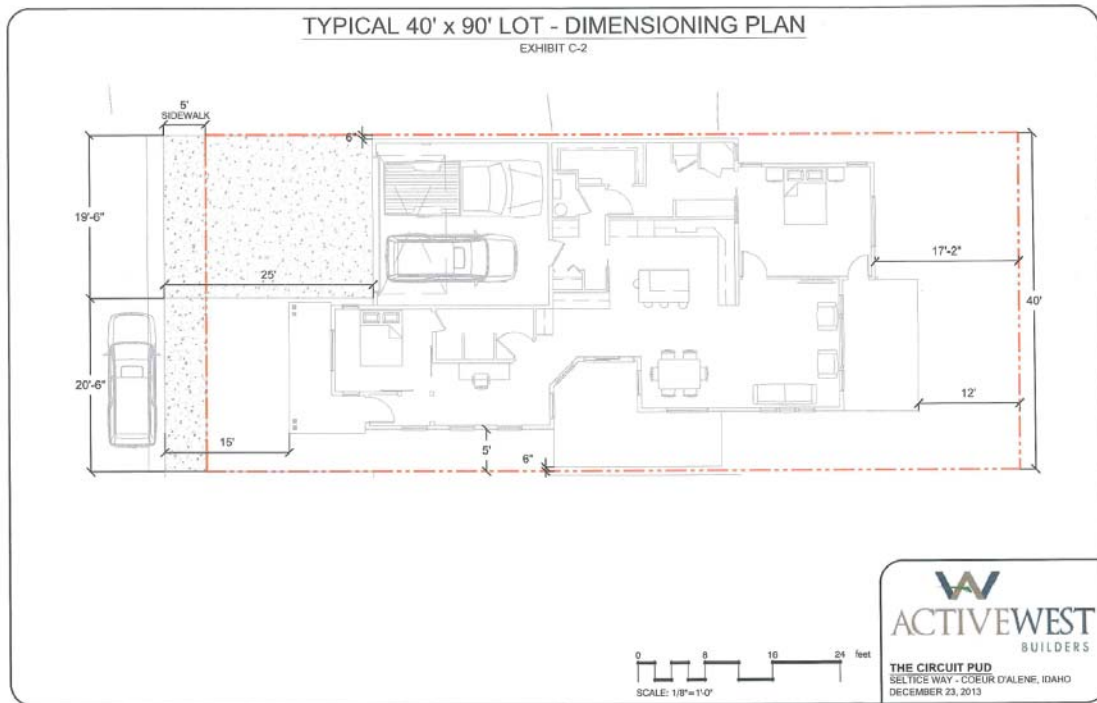 TYPICAL 40' x 90' LOT - DIMENSIONING PLAN
EXHIBIT C-2
5'
SIDEWALK
6"
19'-6"
25'
17'-2"
40'
20'-6"
12'
15'
5'
6"
0 8 16 24 feet
SCALE: 1/8"=1'-0"
ACTIVEWEST
BUILDERS
THE CIRCUIT PUD
SELTICE WAY - COEUR D'ALENE, IDAHO
DECEMBER 23, 2013